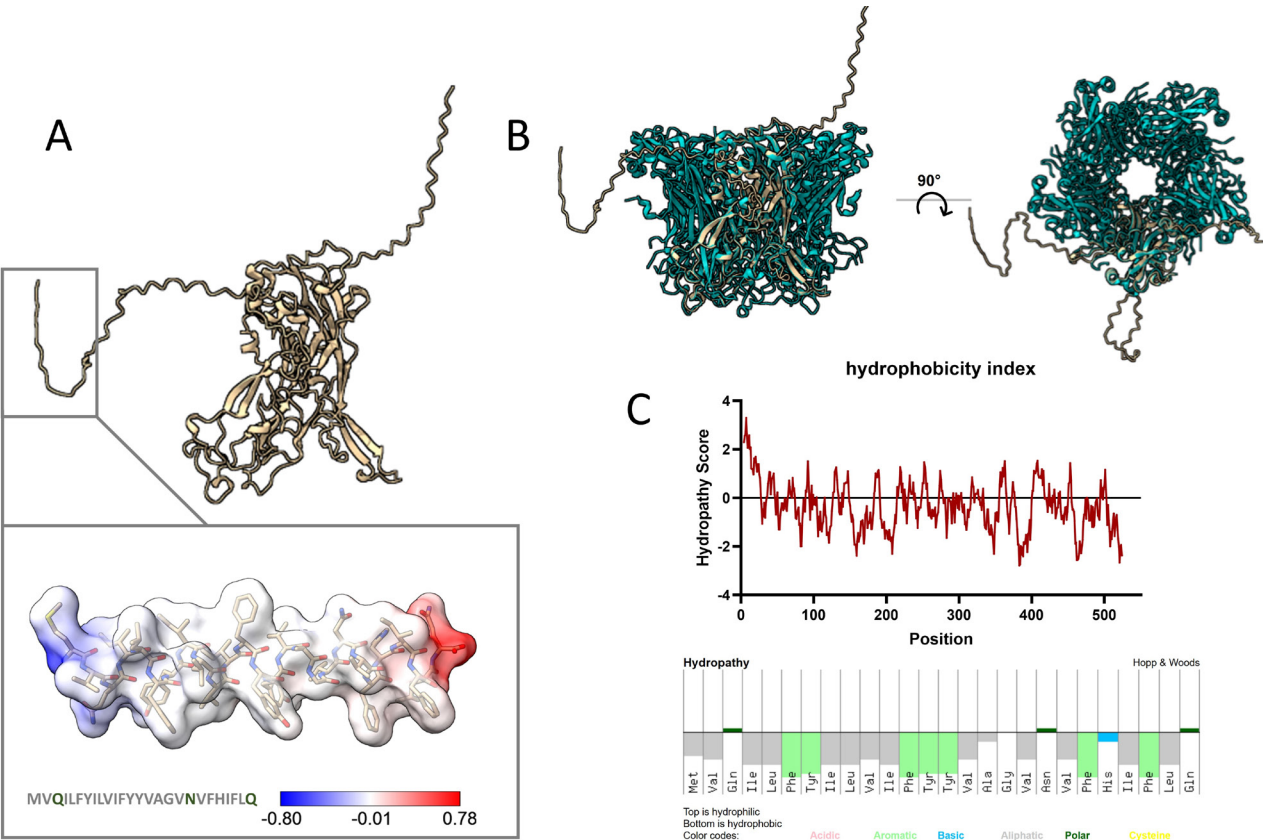 A
B
90°
hydrophobicity index
C
4
2
0
-2
-4
Hydropathy Score
0
100
200
300
400
500
Position
MVQILFYILVIFYYVAGVNVFHIFLQ
-0.80
-0.01
0.78
Hydropathy
Hopp & Woods
Met
Val
Gln
Ile
Leu
Phe
Tyr
Ile
Leu
Val
Ile
Phe
Tyr
Tyr
Val
Ala
Gly
Val
Asn
Val
Phe
His
Ile
Phe
Leu
Gln
Top is hydrophilic
Bottom is hydrophobic
Color codes: Acidic Aromatic Basic Aliphatic Polar Cysteine